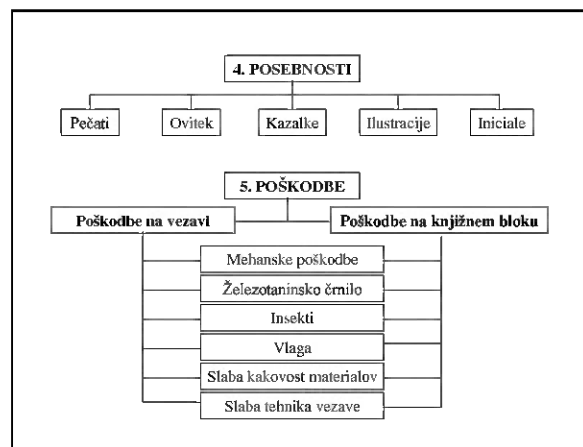 4. POSEBNOSTI
Pečati
Ovitek
Kazalke
Ilustracije
Iniciale
5. POŠKODBE
Poškodbe na vezavi
Poškodbe na knjižnem bloku
Mehanske poškodbe
Železotaninsko črnilo
Insekti
Vlaga
Slaba kakovost materialov
Slaba tehnika vezave